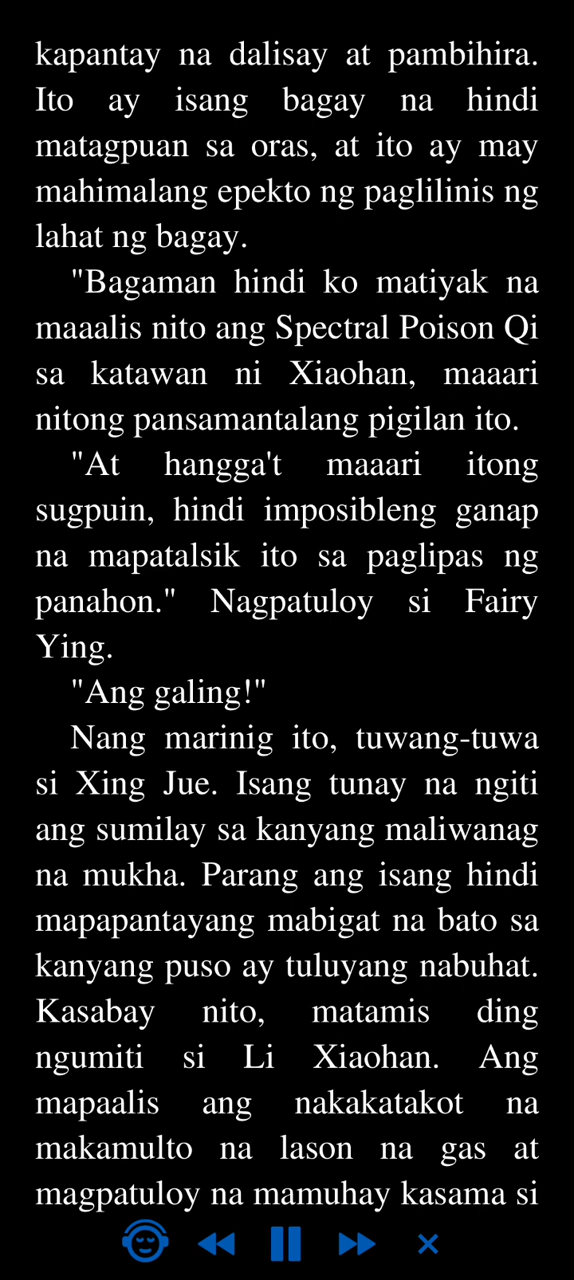 kapantay na dalisay at pambihira.
Ito ay isang bagay na hindi
matagpuan sa oras, at ito ay may
mahimalang epekto ng paglilinis ng
lahat ng bagay.
"Bagaman hindi ko matiyak na
maaalis nito ang Spectral Poison Qi
sa katawan ni Xiaohan, maaari
nitong pansamantalang pigilan ito.
"At hangga't maaari itong
sugpuin, hindi imposibleng ganap
na mapatalsik ito sa paglipas ng
panahon." Nagpatuloy si Fairy
Ying.
"Ang galing!"
Nang marinig ito, tuwang-tuwa
si Xing Jue. Isang tunay na ngiti
ang sumilay sa kanyang maliwanag
na mukha. Parang ang isang hindi
mapapantayang mabigat na bato sa
kanyang puso ay tuluyang nabuhat.
Kasabay nito, matamis ding
ngumiti si Li Xiaohan. Ang
mapaalis ang nakakatakot na
makamulto na lason na gas at
magpatuloy na mamuhay kasama si